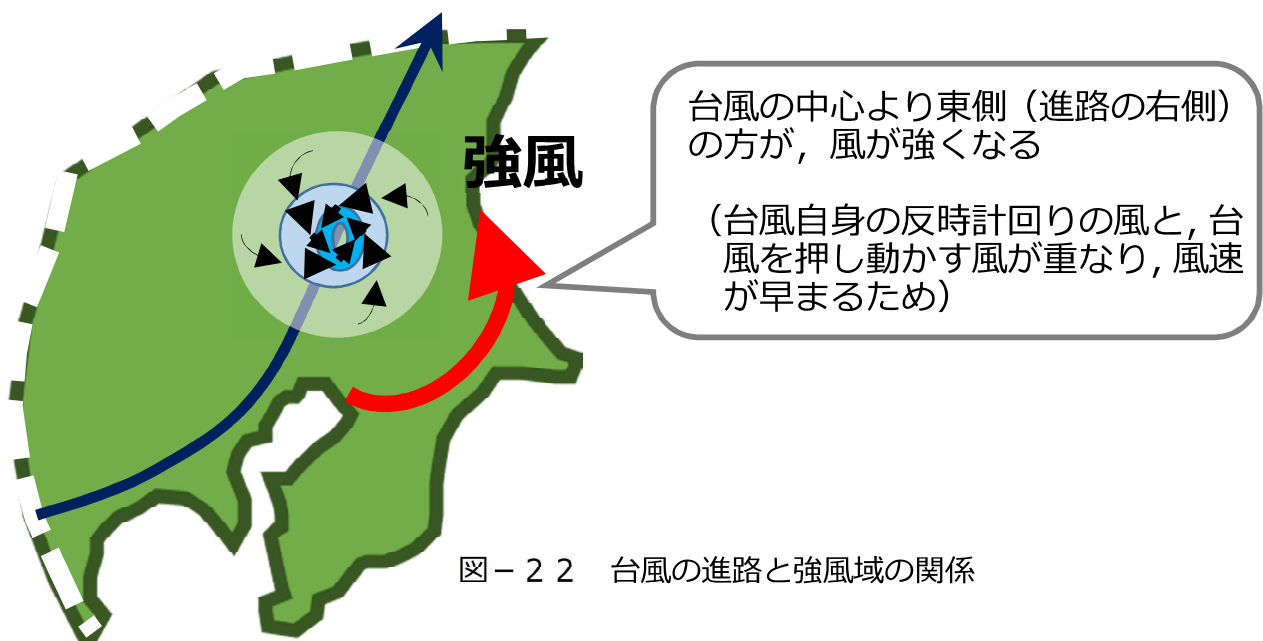 台風の中心より東側（進路の右側）
の方が，風が強くなる
強風
（台風自身の反時計回りの風と，台
風を押し動かす風が重なり，風速
が早まるため）
図－２２　台風の進路と強風域の関係